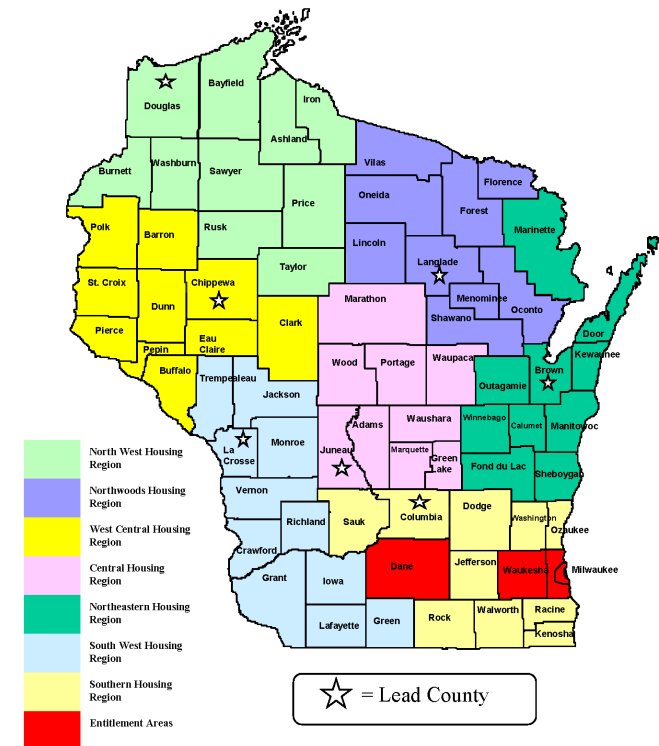 Bayfield
Iron
Douglas
Ashland
Vilas
Washburn
Burnett
Sawyer
Florence
Oneida
Price
Forest
Polk
Rusk
Barron
Marinette
Lincoln
Langlade
Taylor
St. Croix
Chippewa
Marathon
Menominee
Dunn
Oconto
Shawano
Clark
Pierce
Door
Eau
Claire
Pepin
Kewaunee
Wood
Portage
Waupaca
Buffalo
Brown
Trempealeau
Outagamie
Jackson
Adams
Waushara
Winnebago
Calumet
Manitowoc
Monroe
La
Crosse
Juneau
Marquette
Green
Lake
Fond du Lac
Sheboygan
Vernon
Columbia
Dodge
Richland
Sauk
Washington
Ozaukee
Crawford
Dane
Jefferson
Waukesha
Milwaukee
Grant
Iowa
Racine
Walworth
Rock
Lafayette
Green
Kenosha
North West Housing
Region
Northwoods Housing
Region
West Central Housing
Region
Central Housing
Region
Northeastern Housing
Region
South West Housing
Region
Southern Housing
Region
Entitlement Areas
= Lead County